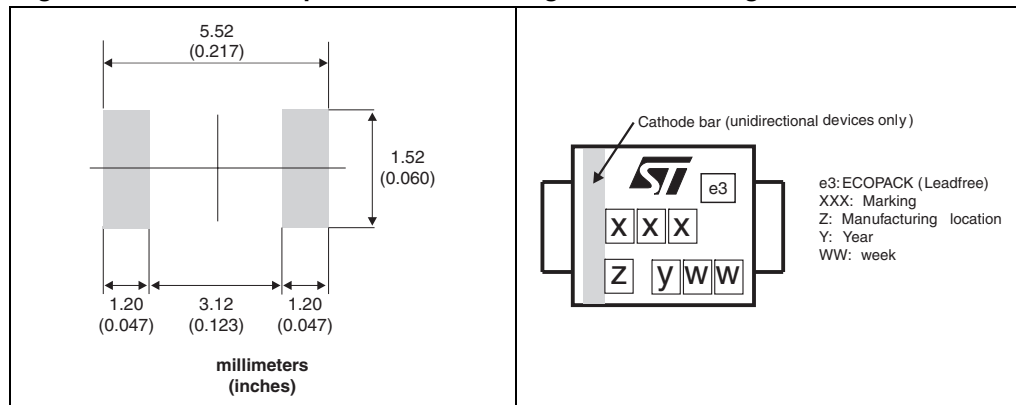 5.52
(0.217)
1.52
(0.060)
1.20
(0.047)
3.12
(0.123)
1.20
(0.047)
millimeters
(inches)
Cathode bar (unidirectional devices only)
ST
e3
x x x
z y w w
e3: ECOPACK (Leadfree)
XXX: Marking
Z: Manufacturing location
Y: Year
WW: week